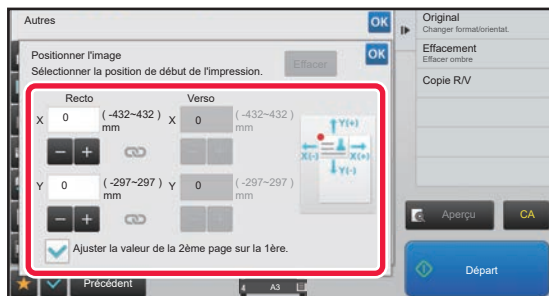 Autres
OK
Positionner l'image
Sélectionner la position de début de l'impression.
Effacer
OK
Recto
Verso
X 0 (-432~432) mm
X 0 (-432~432) mm
Y 0 (-297~297) mm
Y 0 (-297~297) mm
Y(+)
X(-) X(+)
Y(-)
Ajuster la valeur de la 2ème page sur la 1ère.
Précédent
4 A3
Original
Changer format/orientat.
Effacement
Effacer ombre
Copie R/V
Aperçu
CA
Départ